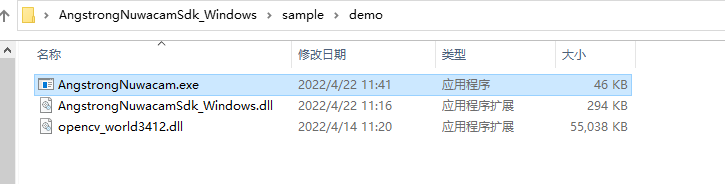 AngstrongNuwacamSdk_Windows > sample > demo
名称 修改日期 类型 大小
AngstrongNuwacam.exe 2022/4/22 11:41 应用程序 46 KB
AngstrongNuwacamSdk_Windows.dll 2022/4/22 11:16 应用程序扩展 294 KB
opencv_world3412.dll 2022/4/14 11:20 应用程序扩展 55,038 KB